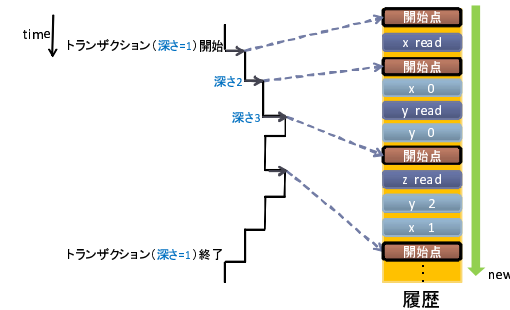 time
トランザクション(深さ=1)開始
深さ2
深さ3
トランザクション(深さ=1)終了
開始点
x read
開始点
x 0
y read
y 0
開始点
z read
y 2
x 1
開始点
⋮
new
履歴